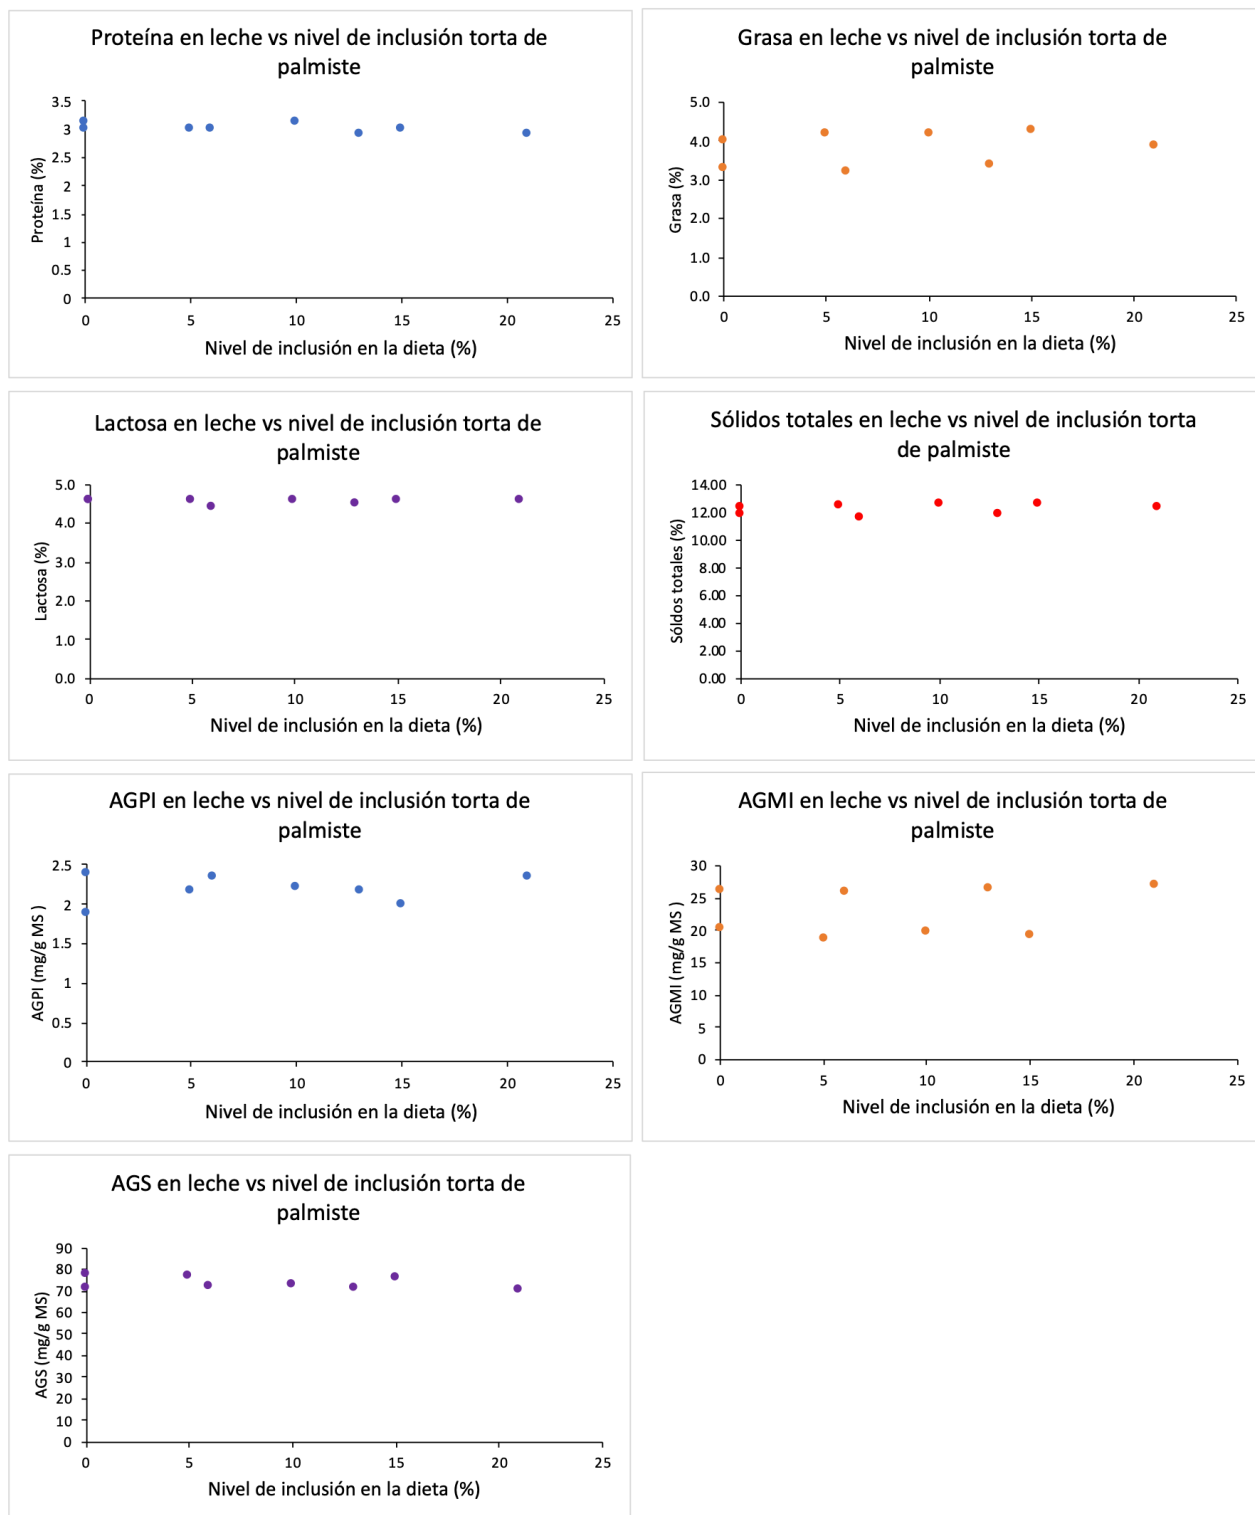 Proteína en leche vs nivel de inclusión torta de
palmiste
3.5
3
2.5
2
1.5
1
0.5
0
Proteína (%)
0 5 10 15 20 25
Nivel de inclusión en la dieta (%)
Grasa en leche vs nivel de inclusión torta de
palmiste
5.0
4.0
3.0
2.0
1.0
0.0
Grasa (%)
0 5 10 15 20 25
Nivel de inclusión en la dieta (%)
Lactosa en leche vs nivel de inclusión torta de
palmiste
5.0
4.0
3.0
2.0
1.0
0.0
Lactosa (%)
0 5 10 15 20 25
Nivel de inclusión en la dieta (%)
Sólidos totales en leche vs nivel de inclusión torta
de palmiste
14.00
12.00
10.00
8.00
6.00
4.00
2.00
0.00
Sóldos totales (%)
0 5 10 15 20 25
Nivel de inclusión en la dieta (%)
AGPI en leche vs nivel de inclusión torta de
palmiste
2.5
2
1.5
1
0.5
0
AGPI (mg/g MS )
0 5 10 15 20 25
Nivel de inclusión en la dieta (%)
AGMI en leche vs nivel de inclusión torta de
palmiste
30
25
20
15
10
5
0
AGMI (mg/g MS )
0 5 10 15 20 25
Nivel de inclusión en la dieta (%)
AGS en leche vs nivel de inclusión torta de
palmiste
90
80
70
60
50
40
30
20
10
0
AGS (mg/g MS)
0 5 10 15 20 25
Nivel de inclusión en la dieta (%)